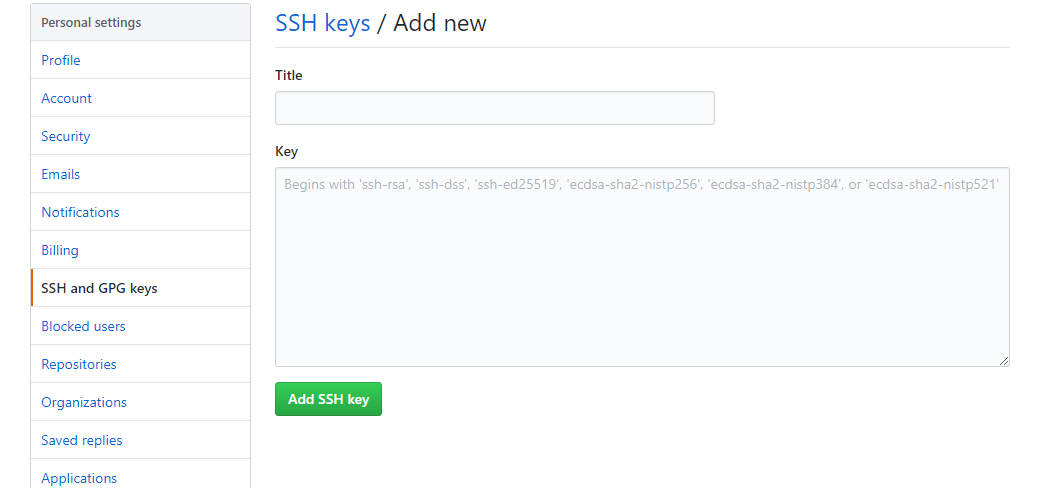 Personal settings
Profile
Account
Security
Emails
Notifications
Billing
SSH and GPG keys
Blocked users
Repositories
Organizations
Saved replies
Applications
SSH keys / Add new
Title
Key
Begins with 'ssh-rsa', 'ssh-dss', 'ssh-ed25519', 'ecdsa-sha2-nistp256', 'ecdsa-sha2-nistp384', or 'ecdsa-sha2-nistp521'
Add SSH key